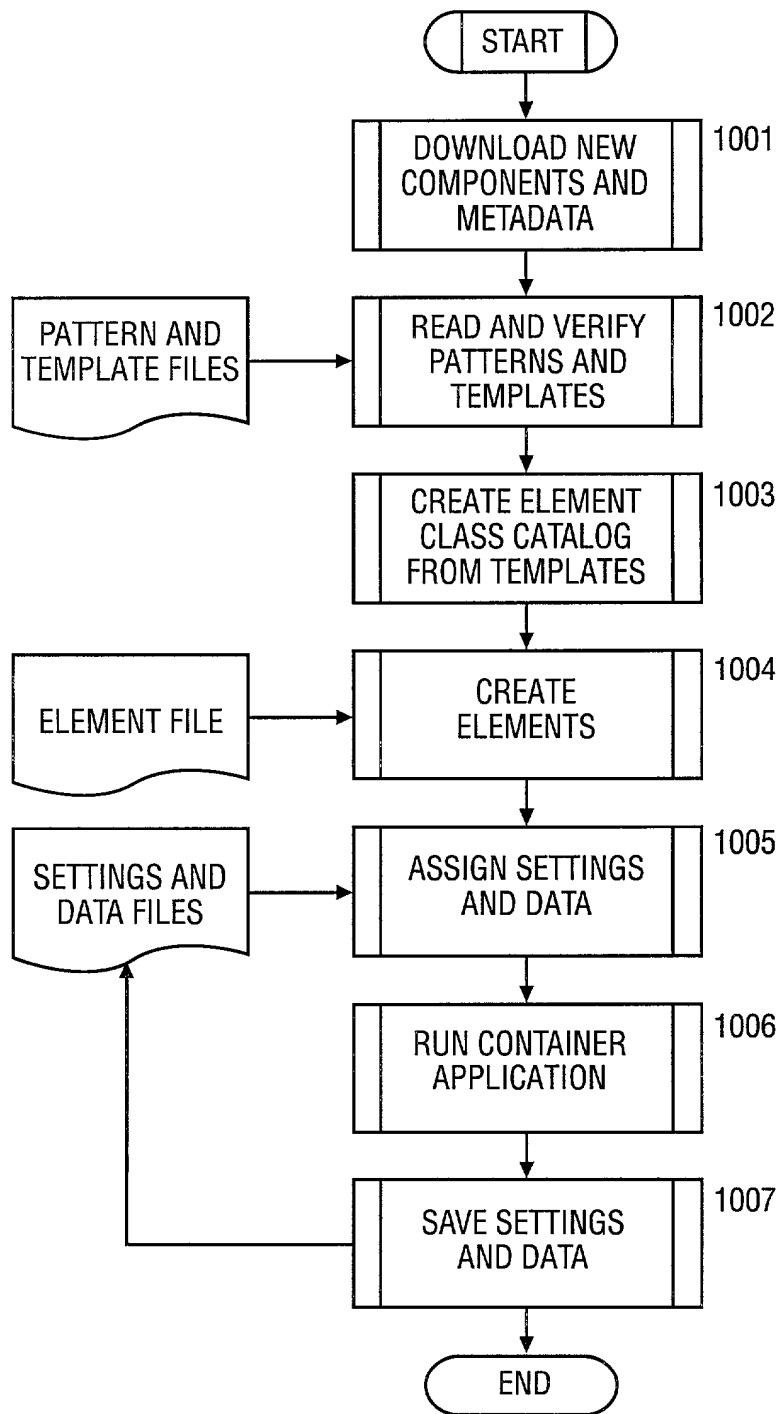 START
1001
DOWNLOAD NEW
COMPONENTS AND
METADATA
PATTERN AND
TEMPLATE FILES
1002
READ AND VERIFY
PATTERNS AND
TEMPLATES
1003
CREATE ELEMENT
CLASS CATALOG
FROM TEMPLATES
ELEMENT FILE
1004
CREATE
ELEMENTS
SETTINGS AND
DATA FILES
1005
ASSIGN SETTINGS
AND DATA
1006
RUN CONTAINER
APPLICATION
1007
SAVE SETTINGS
AND DATA
END